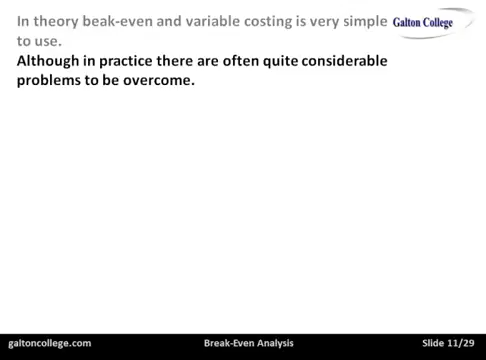 In theory beak-even and variable costing is very simple
to use.
Galton College
Although in practice there are often quite considerable
problems to be overcome.
galtoncollege.com
Break-Even Analysis
Slide 11/29